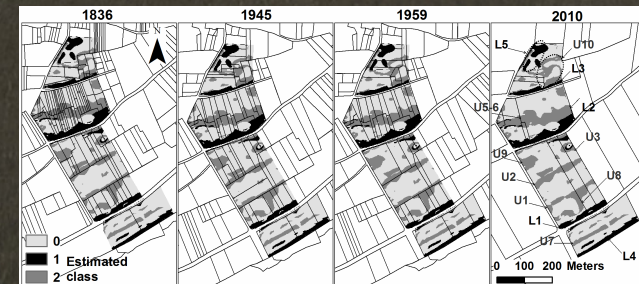 1836
1945
1959
2010
N
L5
U10
L3
U5-6
L2
U3
U9
U2
U8
U1
L1
U7
L4
0
1 Estimated
2 class
0 100 200 Meters